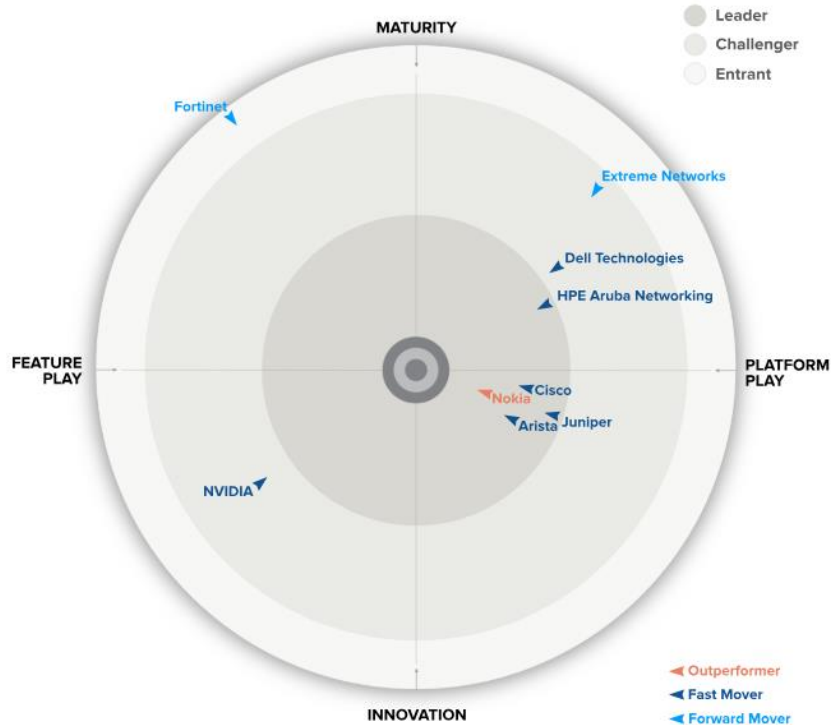 Leader
Challenger
Entrant
MATURITY
Fortinet
Extreme Networks
Dell Technologies
HPE Aruba Networking
FEATURE
PLAY
PLATFORM
PLAY
Cisco
Nokia
Juniper
Arista
NVIDIA
INNOVATION
Outperformer
Fast Mover
Forward Mover